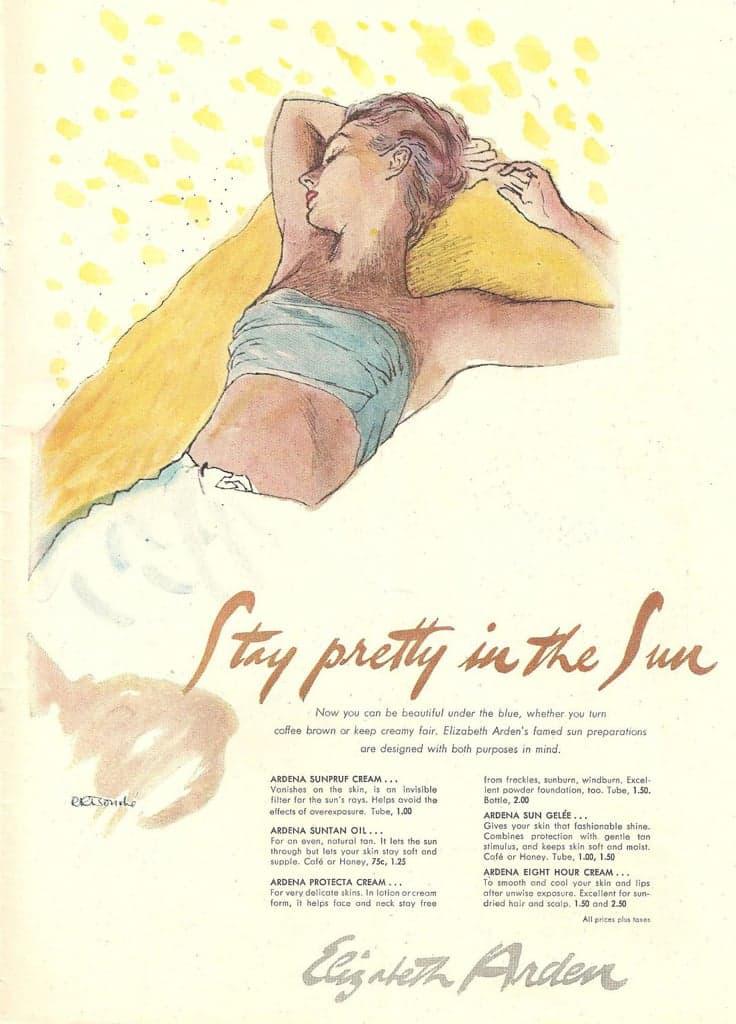 Stay pretty in the Sun
Now you can be beautiful under the blue, whether you turn
coffee brown or keep creamy fair. Elizabeth Arden's famed sun preparations
are designed with both purposes in mind.
ARDENA SUNPRUF CREAM . . .
Vanishes on the skin, is an invisible
filter for the sun's rays. Helps avoid the
effects of overexposure. Tube, 1.00
ARDENA SUNTAN OIL . . .
For an even, natural tan. It lets the sun
through but lets your skin stay soft and
supple. Café or Honey, 75c, 1.25
ARDENA PROTECTA CREAM . . .
For very delicate skins. In lotion or cream
form, it helps face and neck stay free
from freckles, sunburn, windburn. Excel-
lent powder foundation, too. Tube, 1.50.
Bottle, 2.00
ARDENA SUN GELÉE . . .
Gives your skin that fashionable shine.
Combines protection with gentle tan
stimulus, and keeps skin soft and moist.
Café or Honey. Tube, 1.00, 1.50
ARDENA EIGHT HOUR CREAM . . .
To smooth and cool your skin and lips
after unwise exposure. Excellent for sun-
dried hair and scalp. 1.50 and 2.50
All prices plus taxes
Elizabeth Arden